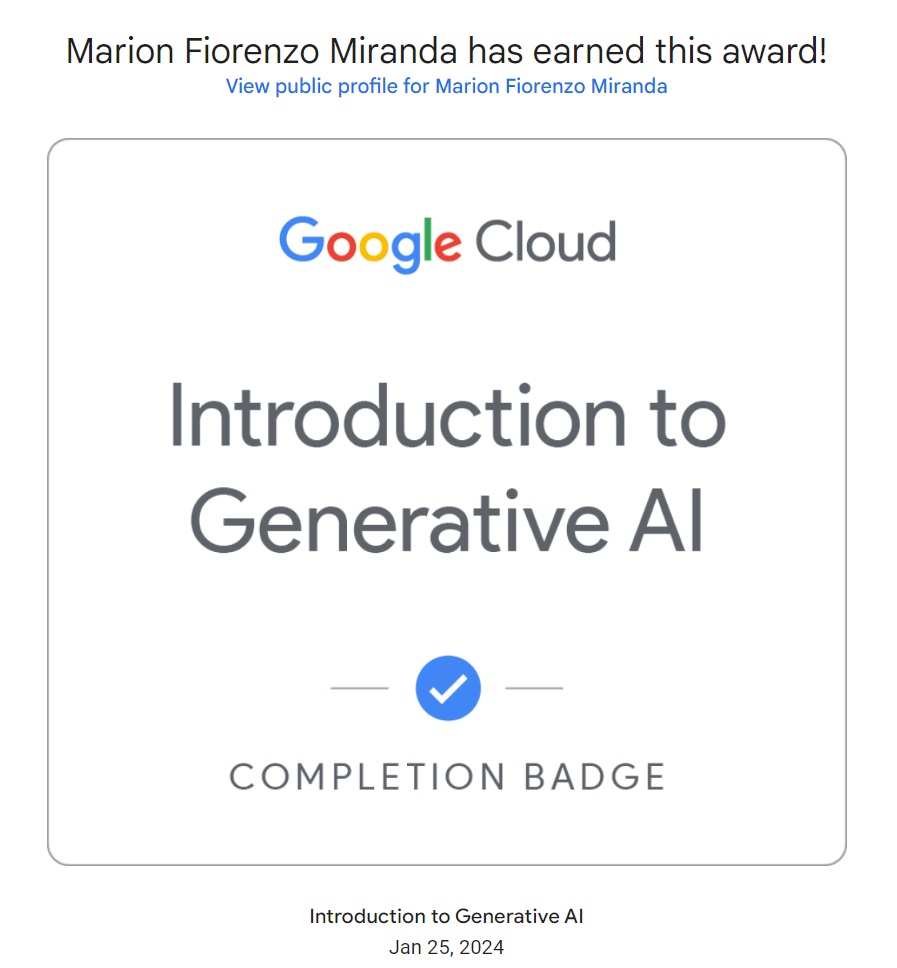 Marion Fiorenzo Miranda has earned this award!
View public profile for Marion Fiorenzo Miranda
Google Cloud
Introduction to
Generative AI
COMPLETION BADGE
Introduction to Generative AI
Jan 25, 2024